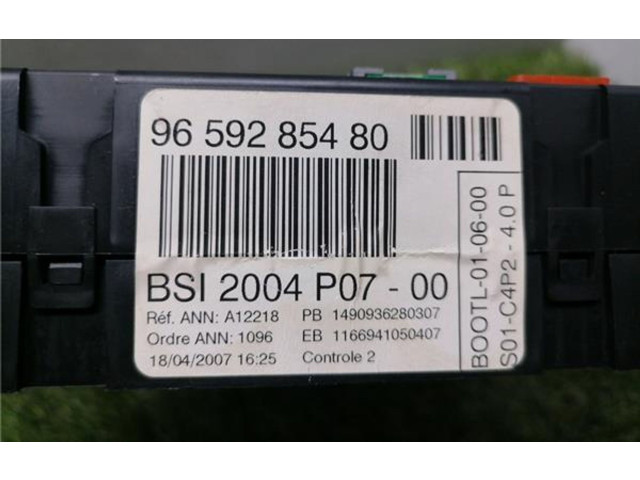 96 592 854 80
BSI 2004 P07 - 00
Réf. ANN: A12218 PB 1490936280307
Ordre ANN: 1096 EB 1166941050407
18/04/2007 16:25 Controle 2
BOOTL-01-06-00
S01-C4P2 - 4.0 P